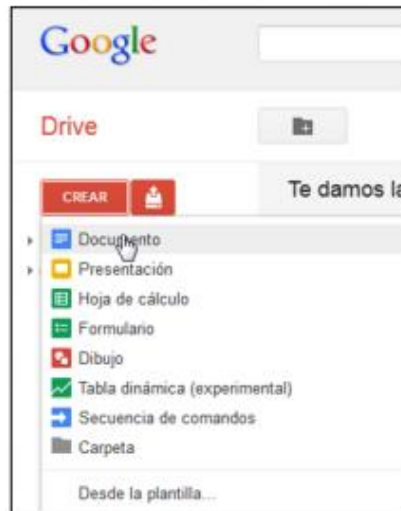 Google
Drive
CREAR
Te damos la
Documento
Presentación
Hoja de cálculo
Formulario
Dibujo
Tabla dinámica (experimental)
Secuencia de comandos
Carpeta
Desde la plantilla...